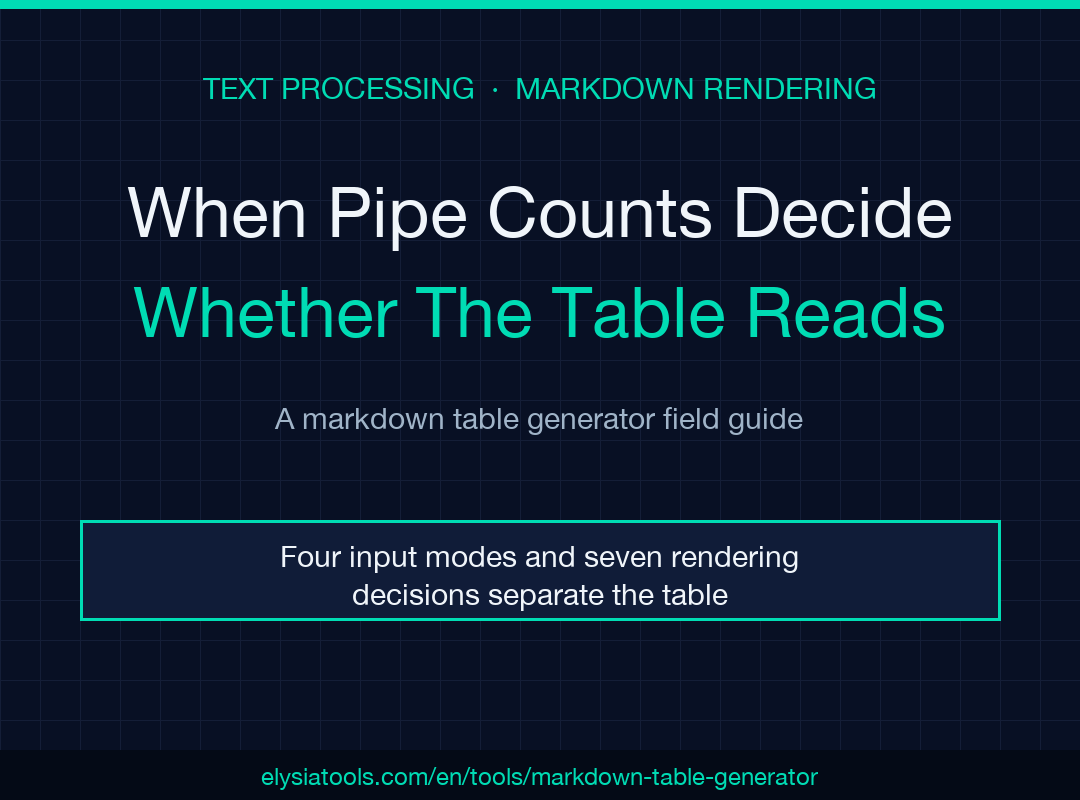 TEXT PROCESSING · MARKDOWN RENDERING
When Pipe Counts Decide
Whether The Table Reads
A markdown table generator field guide
Four input modes and seven rendering
decisions separate the table
elysiatools.com/en/tools/markdown-table-generator